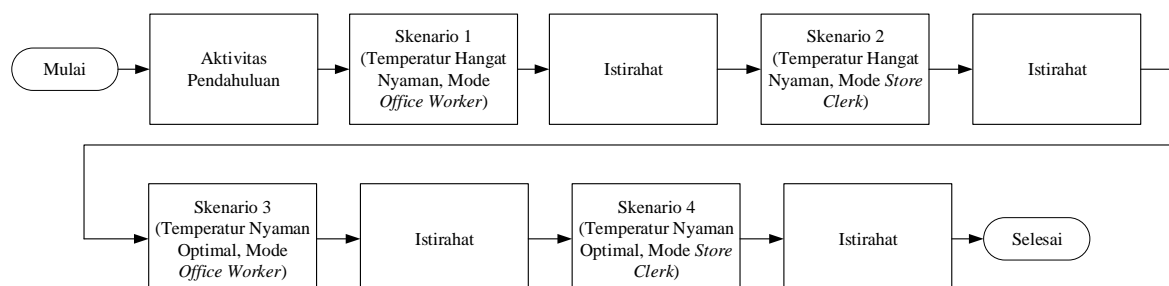 Mulai
Aktivitas
Pendahuluan
Skenario 1
(Temperatur Hangat
Nyaman, Mode
Office Worker)
Istirahat
Skenario 2
(Temperatur Hangat
Nyaman, Mode Store
Clerk)
Istirahat
Skenario 3
(Temperatur Nyaman
Optimal, Mode
Office Worker)
Istirahat
Skenario 4
(Temperatur Nyaman
Optimal, Mode Store
Clerk)
Istirahat
Selesai